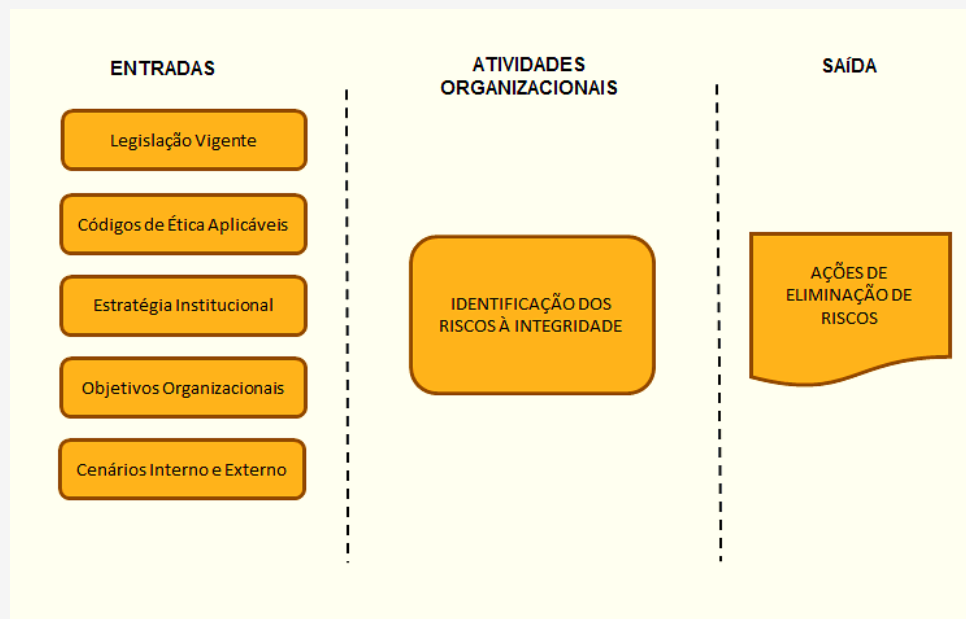 ENTRADAS
Legislação Vigente
Códigos de Ética Aplicáveis
Estratégia Institucional
Objetivos Organizacionais
Cenários Interno e Externo
ATIVIDADES
ORGANIZACIONAIS
IDENTIFICAÇÃO DOS
RISCOS À INTEGRIDADE
SAíDA
AÇÕES DE
ELIMINAÇÃO DE
RISCOS